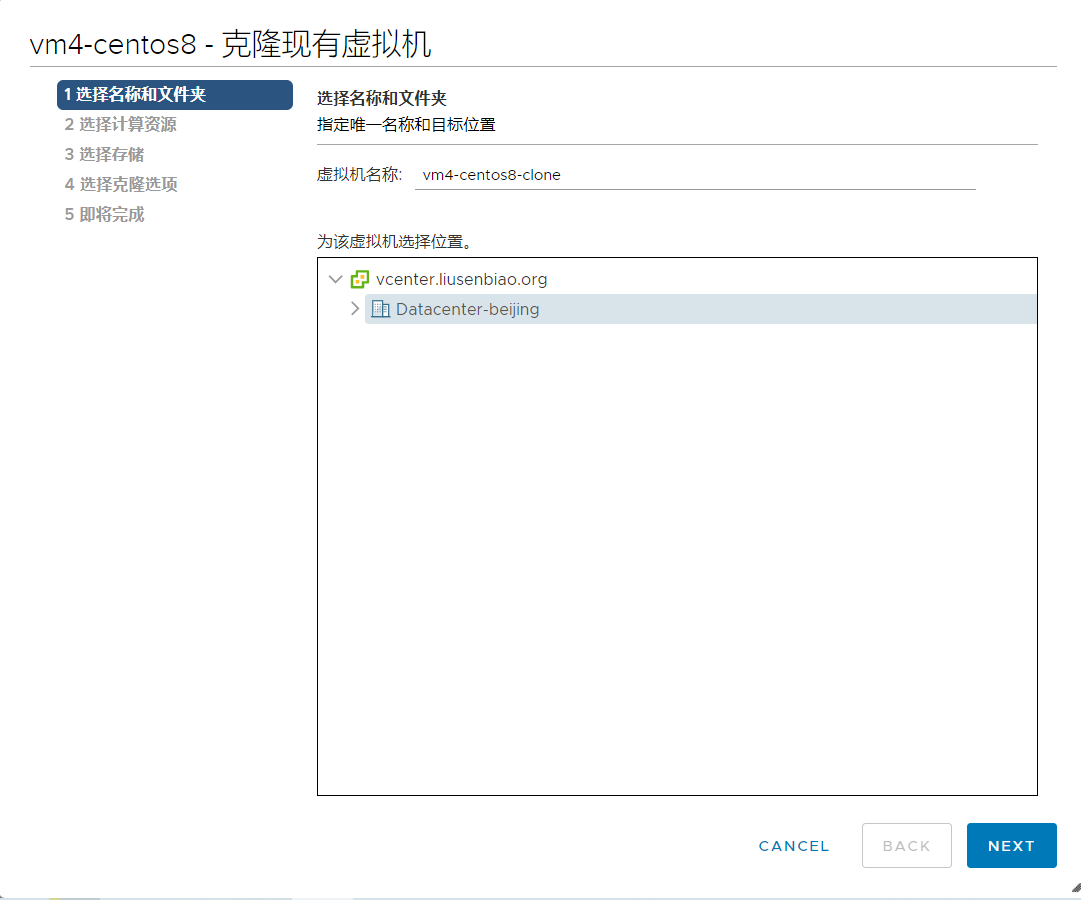 vm4-centos8 - 克隆现有虚拟机
1 选择名称和文件夹
2 选择计算资源
3 选择存储
4 选择克隆选项
5 即将完成
选择名称和文件夹
指定唯一名称和目标位置
虚拟机名称: vm4-centos8-clone
为该虚拟机选择位置。
vcenter.liusenbiao.org
Datacenter-beijing
CANCEL BACK NEXT